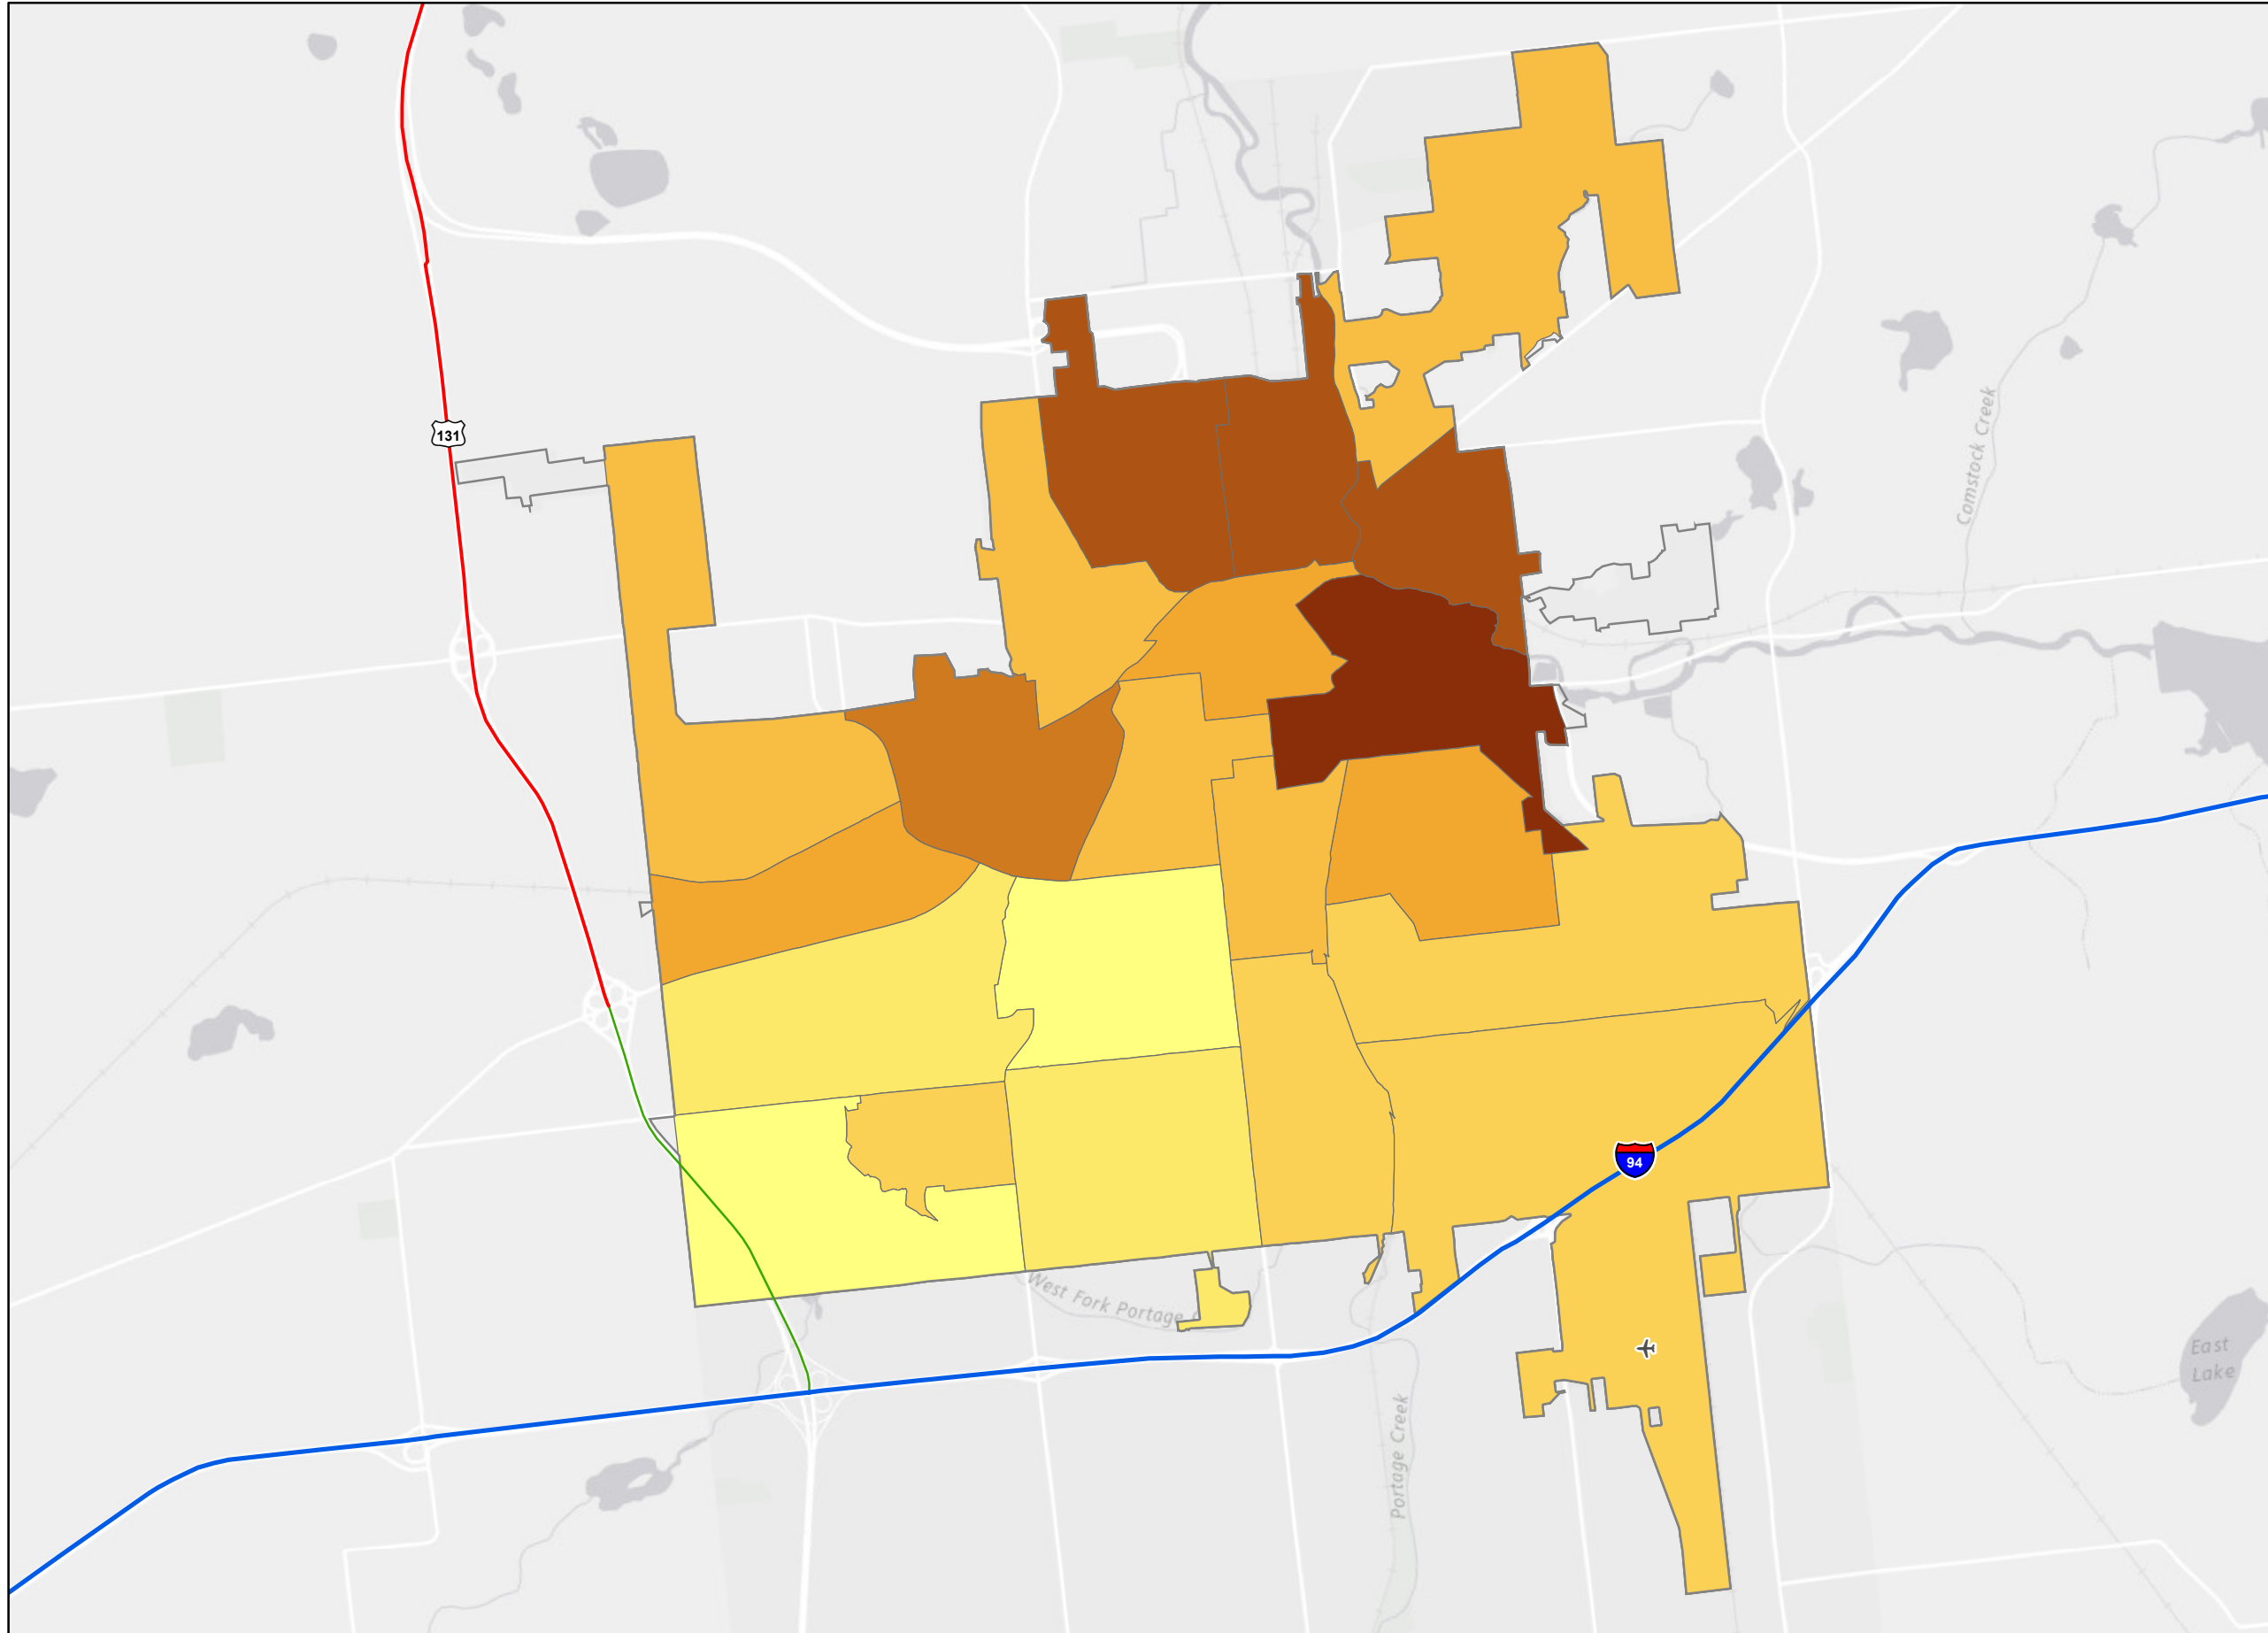 131
Comstock Creek
94
West Fork Portage
East
Lake
Portage Creek